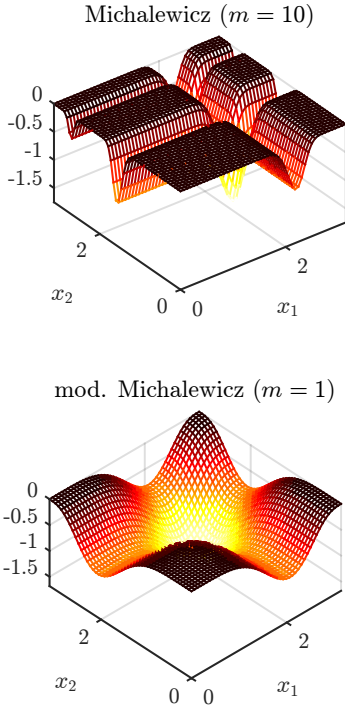 Michalewicz (m = 10)
0
-0.5
-1
-1.5
2
0
0
2
x₂
x₁
mod. Michalewicz (m = 1)
0
-0.5
-1
-1.5
2
0
0
2
x₂
x₁